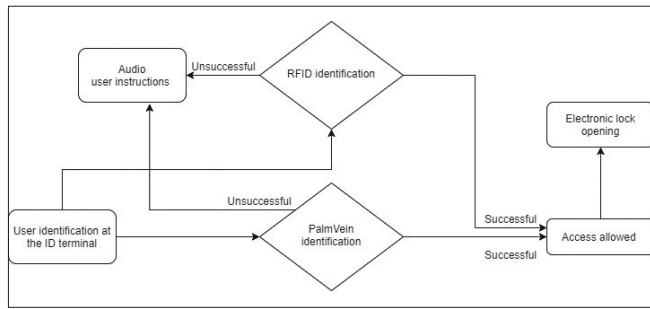 Audio
user instructions
Unsuccessful
RFID identification
Electronic lock
opening
Unsuccessful
User identification at
the ID terminal
PalmVein
identification
Successful
Access allowed
Successful